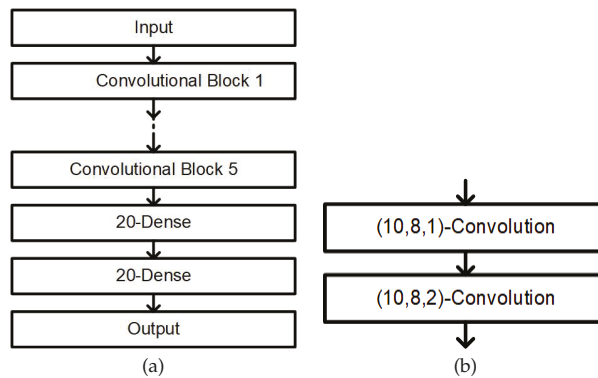 Input
Convolutional Block 1
Convolutional Block 5
20-Dense
20-Dense
Output
(a)
(10,8,1)-Convolution
(10,8,2)-Convolution
(b)